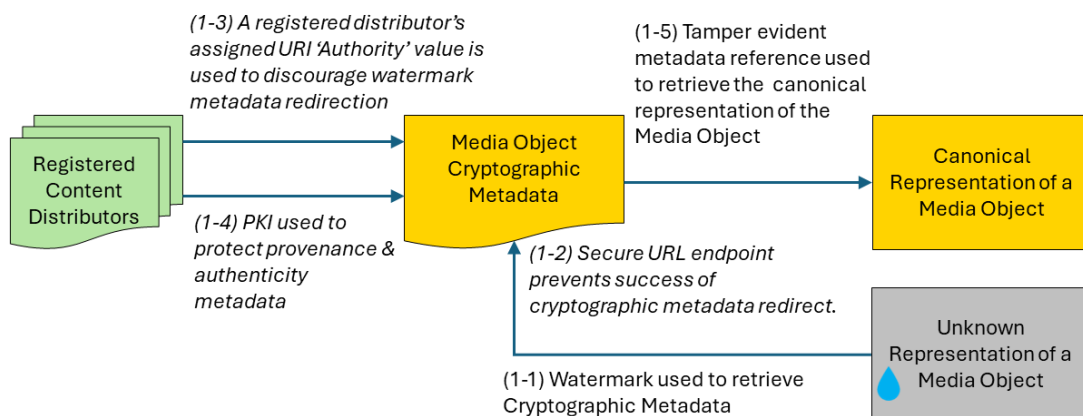 (1-3) A registered distributor's
assigned URI 'Authority' value is
used to discourage watermark
metadata redirection
(1-5) Tamper evident
metadata reference used
to retrieve the canonical
representation of the
Media Object
Registered
Content
Distributors
Media Object
Cryptographic
Metadata
Canonical
Representation of a
Media Object
(1-4) PKI used to
protect provenance &
authenticity
metadata
(1-2) Secure URL endpoint
prevents success of
cryptographic metadata redirect.
Unknown
Representation of a
Media Object
(1-1) Watermark used to retrieve
Cryptographic Metadata